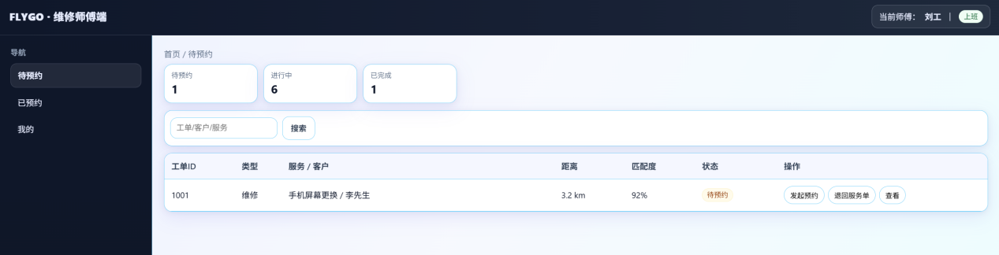 FLYGO · 维修师傅端
当前师傅： 刘工 | 上班
导航
待预约
已预约
我的
首页 / 待预约
待预约
1
进行中
6
已完成
1
工单/客户/服务 搜索
工单ID 类型 服务 / 客户 距离 匹配度 状态 操作
1001 维修 手机屏幕更换 / 李先生 3.2 km 92% 待预约 发起预约 退回服务单 查看